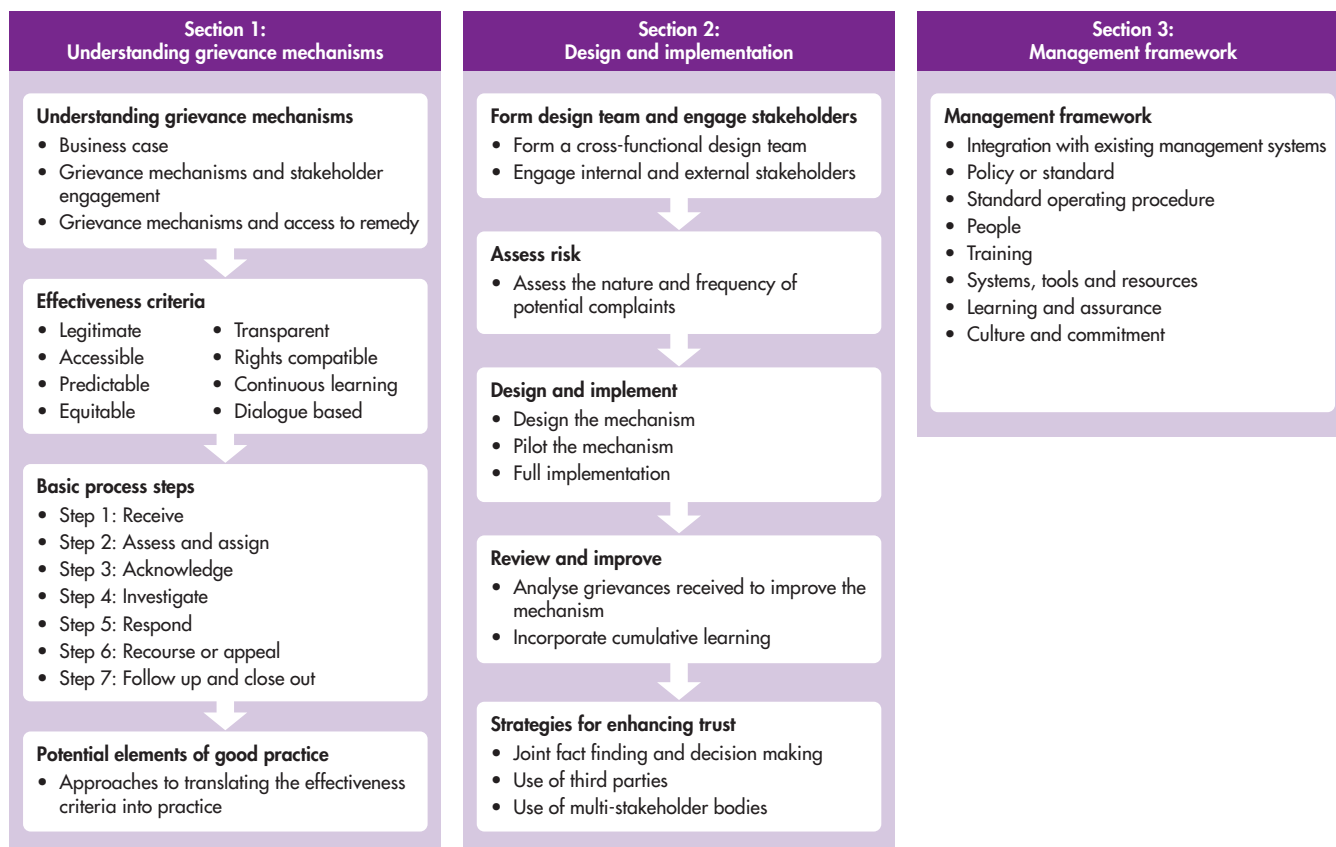 Section 1:
Understanding grievance mechanisms
Understanding grievance mechanisms
• Business case
• Grievance mechanisms and stakeholder
engagement
• Grievance mechanisms and access to remedy
Effectiveness criteria
• Legitimate
• Accessible
• Predictable
• Equitable
• Transparent
• Rights compatible
• Continuous learning
• Dialogue based
Basic process steps
• Step 1: Receive
• Step 2: Assess and assign
• Step 3: Acknowledge
• Step 4: Investigate
• Step 5: Respond
• Step 6: Recourse or appeal
• Step 7: Follow up and close out
Potential elements of good practice
• Approaches to translating the effectiveness
criteria into practice
Section 2:
Design and implementation
Form design team and engage stakeholders
• Form a cross-functional design team
• Engage internal and external stakeholders
Assess risk
• Assess the nature and frequency of
potential complaints
Design and implement
• Design the mechanism
• Pilot the mechanism
• Full implementation
Review and improve
• Analyse grievances received to improve the
mechanism
• Incorporate cumulative learning
Strategies for enhancing trust
• Joint fact finding and decision making
• Use of third parties
• Use of multi-stakeholder bodies
Section 3:
Management framework
Management framework
• Integration with existing management systems
• Policy or standard
• Standard operating procedure
• People
• Training
• Systems, tools and resources
• Learning and assurance
• Culture and commitment